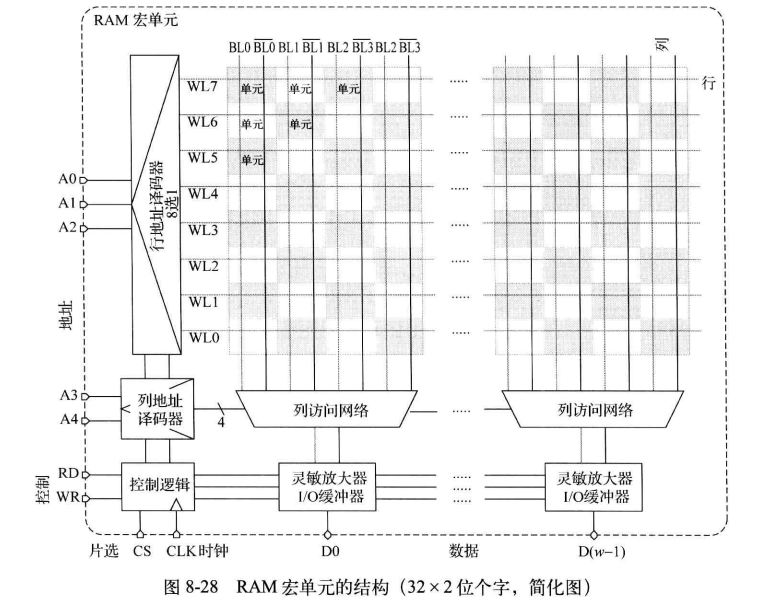 RAM 宏单元
BL0 B̅L̅0̅ BL1 B̅L̅1̅ BL2 B̅L̅3̅ BL2 B̅L̅3̅
列
行
WL7 单元 单元 单元 .....
WL6 单元 单元 .....
WL5 单元 .....
WL4 .....
WL3 .....
WL2 .....
WL1 .....
WL0 .....
行地址译码器
8选1
A0
A1
A2
地址
A3
A4
列地址
译码器
4
列访问网络 ..... 列访问网络
控制
RD
WR
控制逻辑
灵敏放大器
I/O缓冲器
.....
.....
.....
灵敏放大器
I/O缓冲器
片选 CS CLK时钟 D0 数据 D(w−1)
图 8-28 RAM 宏单元的结构（32×2 位个字，简化图）